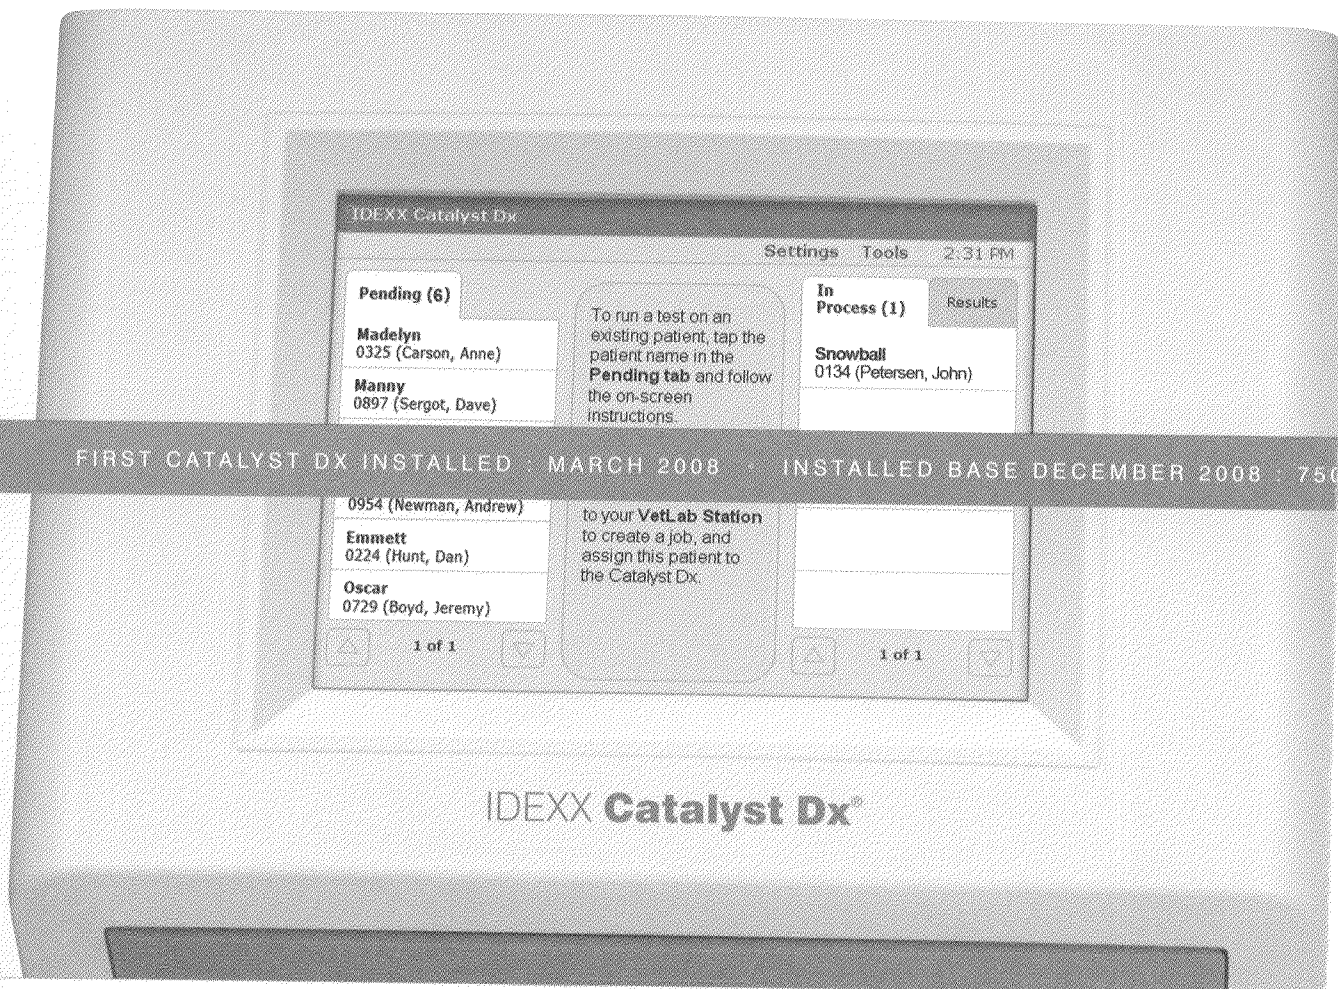 IDEXX Catalyst Dx
Settings Tools 2:31 PM
Pending (6)
Madelyn
0325 (Carson, Anne)
Manny
0897 (Sergot, Dave)
0954 (Newman, Andrew)
Emmett
0224 (Hunt, Dan)
Oscar
0729 (Boyd, Jeremy)
1 of 1
To run a test on an
existing patient, tap the
patient name in the
Pending tab and follow
the on-screen
instructions.
to your VetLab Station
to create a job, and
assign this patient to
the Catalyst Dx.
In
Process (1)
Results
Snowball
0134 (Petersen, John)
1 of 1
FIRST CATALYST DX INSTALLED : MARCH 2008 • INSTALLED BASE DECEMBER 2008 : 750
IDEXX Catalyst Dx®